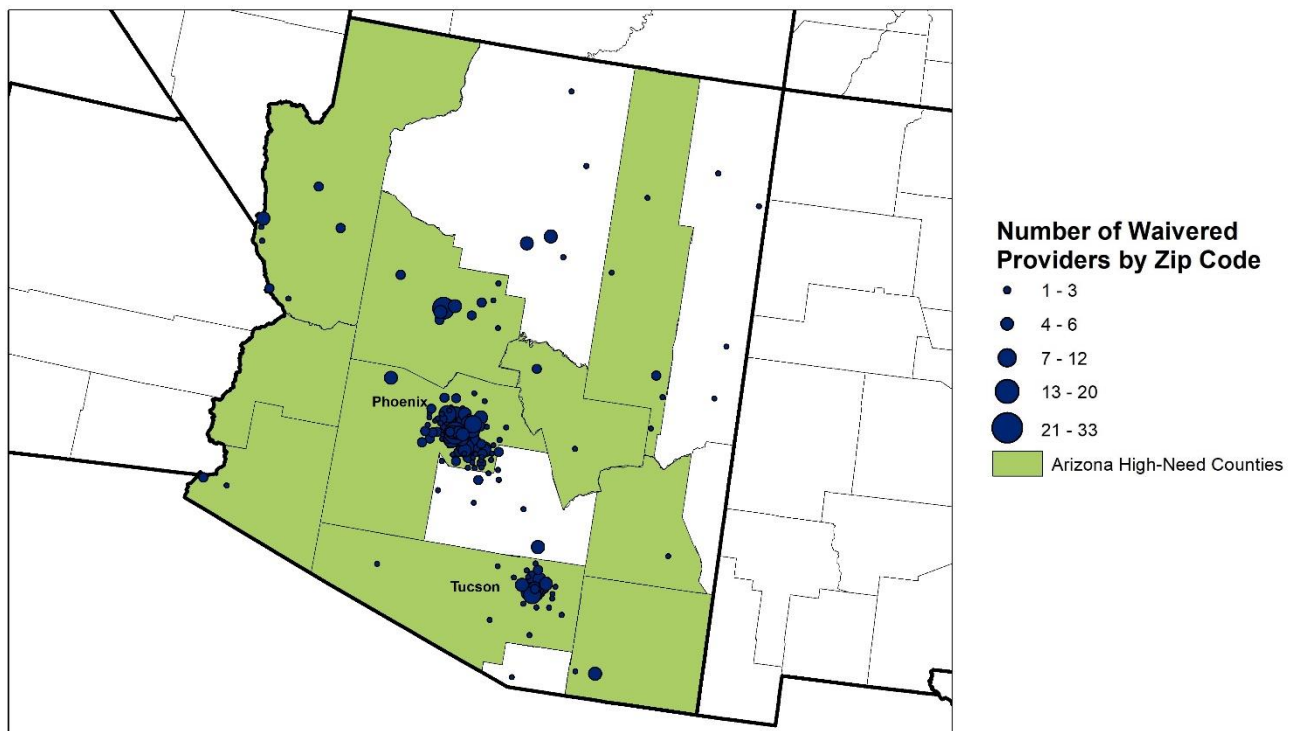 Phoenix
Tucson
Number of Waivered
Providers by Zip Code
1 - 3
4 - 6
7 - 12
13 - 20
21 - 33
Arizona High-Need Counties